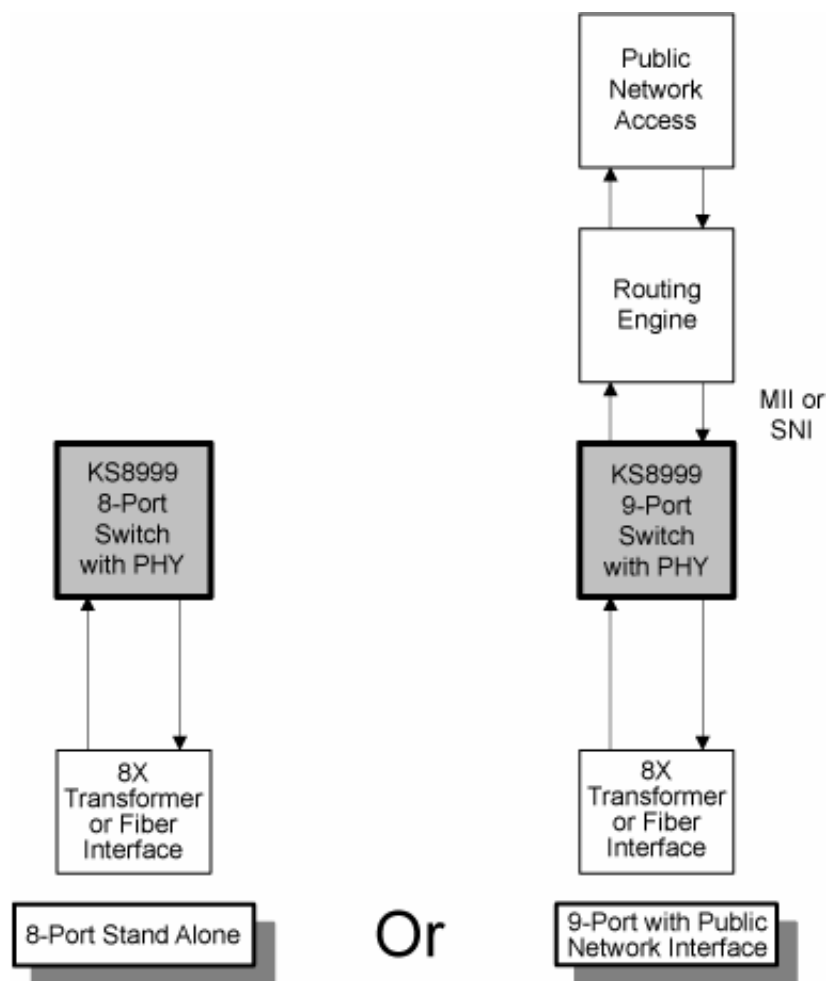 Public
Network
Access
Routing
Engine
MII or
SNI
KS8999
8-Port
Switch
with PHY
KS8999
9-Port
Switch
with PHY
8X
Transformer
or Fiber
Interface
8X
Transformer
or Fiber
Interface
8-Port Stand Alone
Or
9-Port with Public
Network Interface